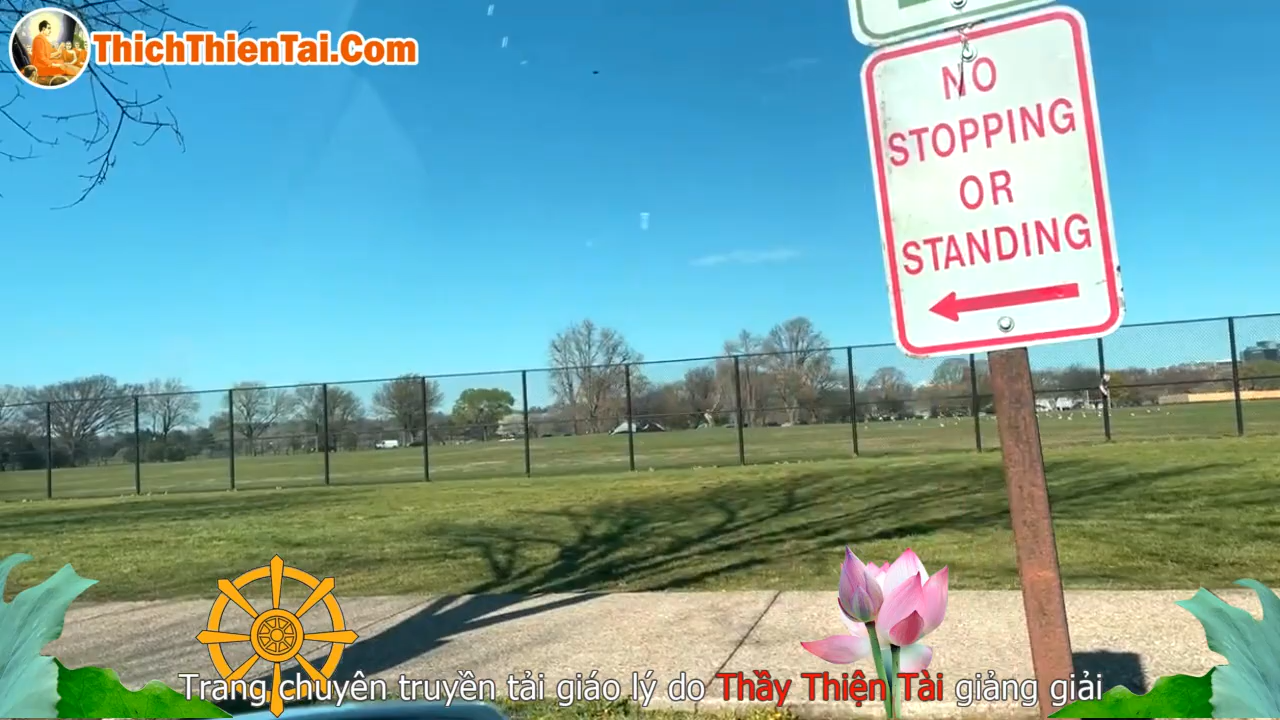 ThichThienTai.Com
NO
STOPPING
OR
STANDING
Trang chuyên truyền tải giáo lý do Thầy Thiện Tài giảng giải